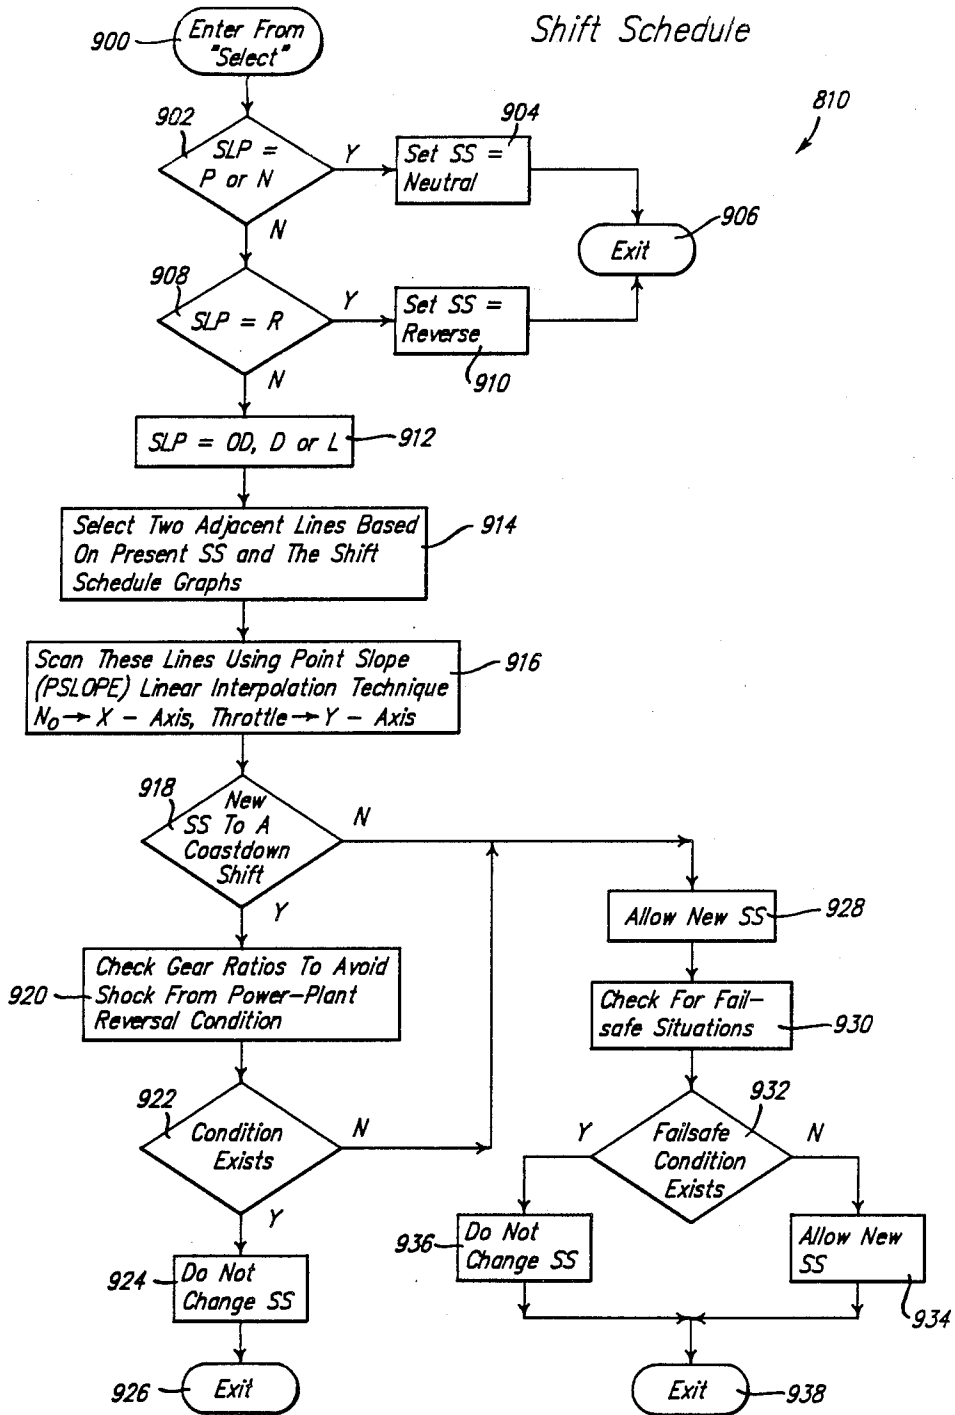 Shift Schedule
810
900
Enter From
"Select"
902
SLP =
P or N
Y
N
904
Set SS =
Neutral
906
Exit
908
SLP = R
Y
N
Set SS =
Reverse
910
SLP = OD, D or L
912
Select Two Adjacent Lines Based
On Present SS and The Shift
Schedule Graphs
914
Scan These Lines Using Point Slope
(PSLOPE) Linear Interpolation Technique
No → X - Axis, Throttle → Y - Axis
916
918
New
SS To A
Coastdown
Shift
N
Y
920
Check Gear Ratios To Avoid
Shock From Power-Plant
Reversal Condition
922
Condition
Exists
N
Y
924
Do Not
Change SS
926
Exit
Allow New SS
928
Check For Fail-
safe Situations
930
932
Failsafe
Condition
Exists
Y
N
936
Do Not
Change SS
Allow New
SS
934
Exit
938